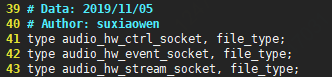 39 # Data: 2019/11/05
40 # Author: suxiaowen
41 type audio_hw_ctrl_socket, file_type;
42 type audio_hw_event_socket, file_type;
43 type audio_hw_stream_socket, file_type;